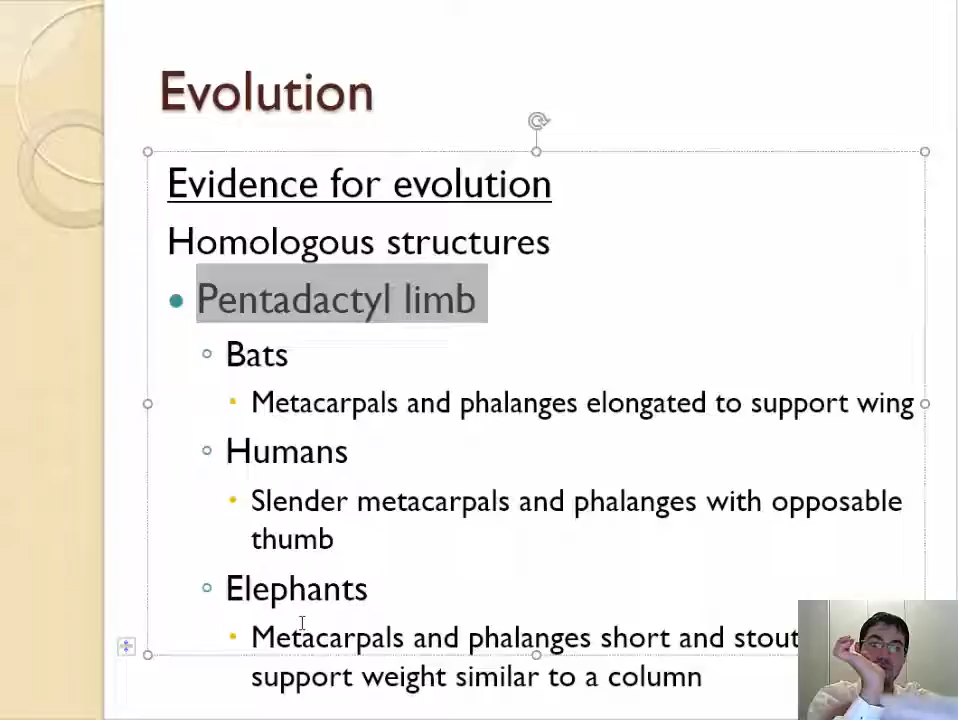 Evolution
Evidence for evolution
Homologous structures
• Pentadactyl limb
◦ Bats
▪ Metacarpals and phalanges elongated to support wing
◦ Humans
▪ Slender metacarpals and phalanges with opposable
thumb
◦ Elephants
▪ Metacarpals and phalanges short and stout
support weight similar to a column